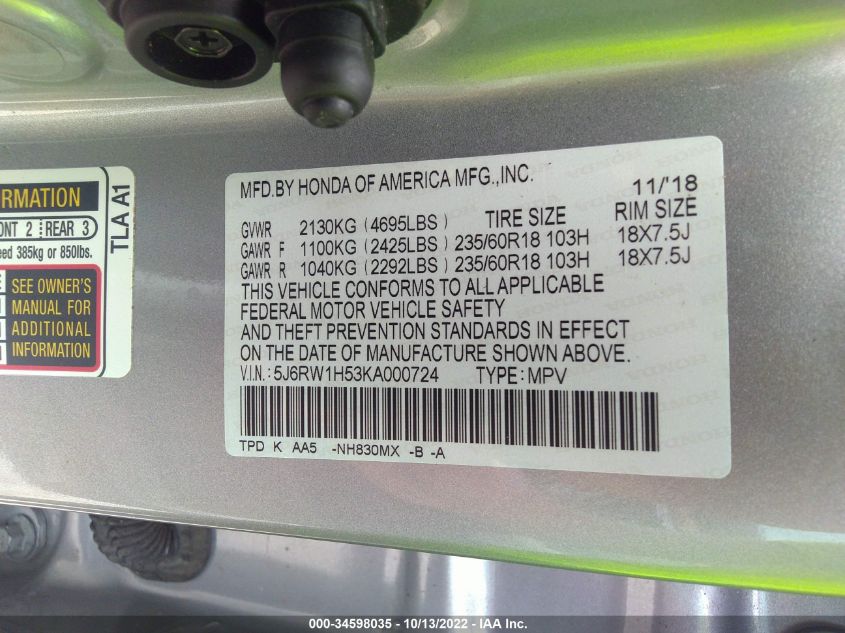 MFD.BY HONDA OF AMERICA MFG.,INC. 11/'18
GVWR 2130KG (4695LBS) TIRE SIZE RIM SIZE
GAWR F 1100KG (2425LBS) 235/60R18 103H 18X7.5J
GAWR R 1040KG (2292LBS) 235/60R18 103H 18X7.5J
THIS VEHICLE CONFORMS TO ALL APPLICABLE
FEDERAL MOTOR VEHICLE SAFETY
AND THEFT PREVENTION STANDARDS IN EFFECT
ON THE DATE OF MANUFACTURE SHOWN ABOVE.
V.I.N.: 5J6RW1H53KA000724 TYPE: MPV
TPD K AA5 -NH830MX -B -A
2 REAR 3
385kg or 850lbs.
SEE OWNER'S
MANUAL FOR
ADDITIONAL
INFORMATION
TLA A1
000-34598035 - 10/13/2022 - IAA Inc.